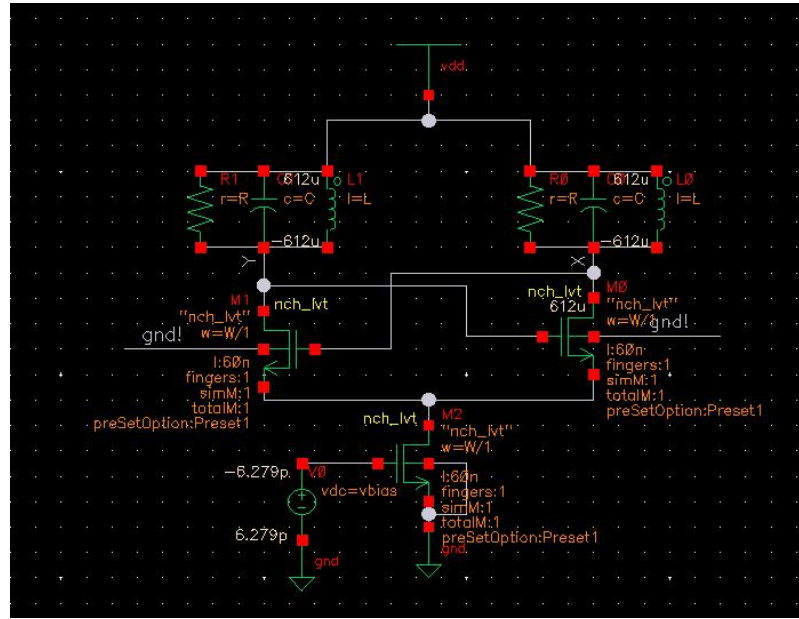 vdd
R1
612u
L1
r=R
c=C
l=L
-612u
R0
612u
L0
r=R
c=C
l=L
-612u
Y
X
M1
nch_lvt
"nch_lvt"
w=W/1
gnd!
l:60n
fingers:1
simM:1
totalM:1
preSetOption:Preset1
nch_lvt
M0
612u
"nch_lvt"
w=W/1
gnd!
l:60n
fingers:1
simM:1
totalM:1
preSetOption:Preset1
nch_lvt
M2
"nch_lvt"
w=W/1
l:60n
fingers:1
simM:1
totalM:1
preSetOption:Preset1
-6.279p
V0
vdc=vbias
6.279p
gnd
gnd